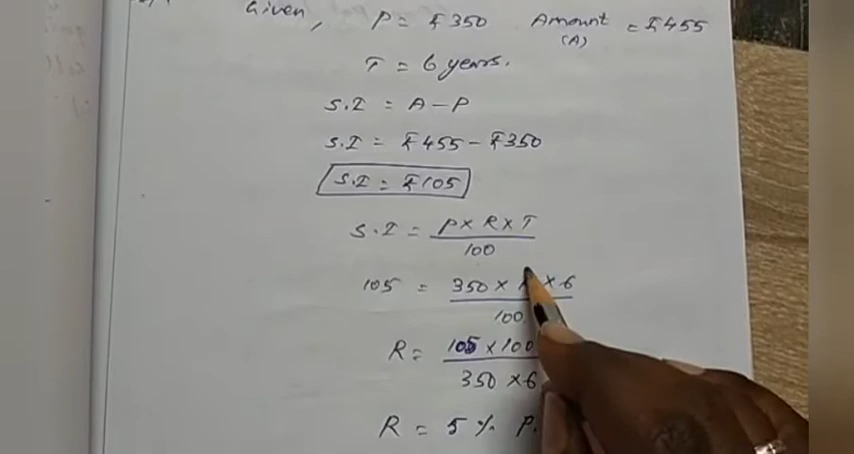 Given, P = ₹350 Amount = ₹455
(A)
T = 6 years.
S.I = A - P
S.I = ₹455 - ₹350
S.I = ₹105
S.I = P × R × T
100
105 = 350 × × 6
100
R = 105 × 100
350 × 6
R = 5 % P.